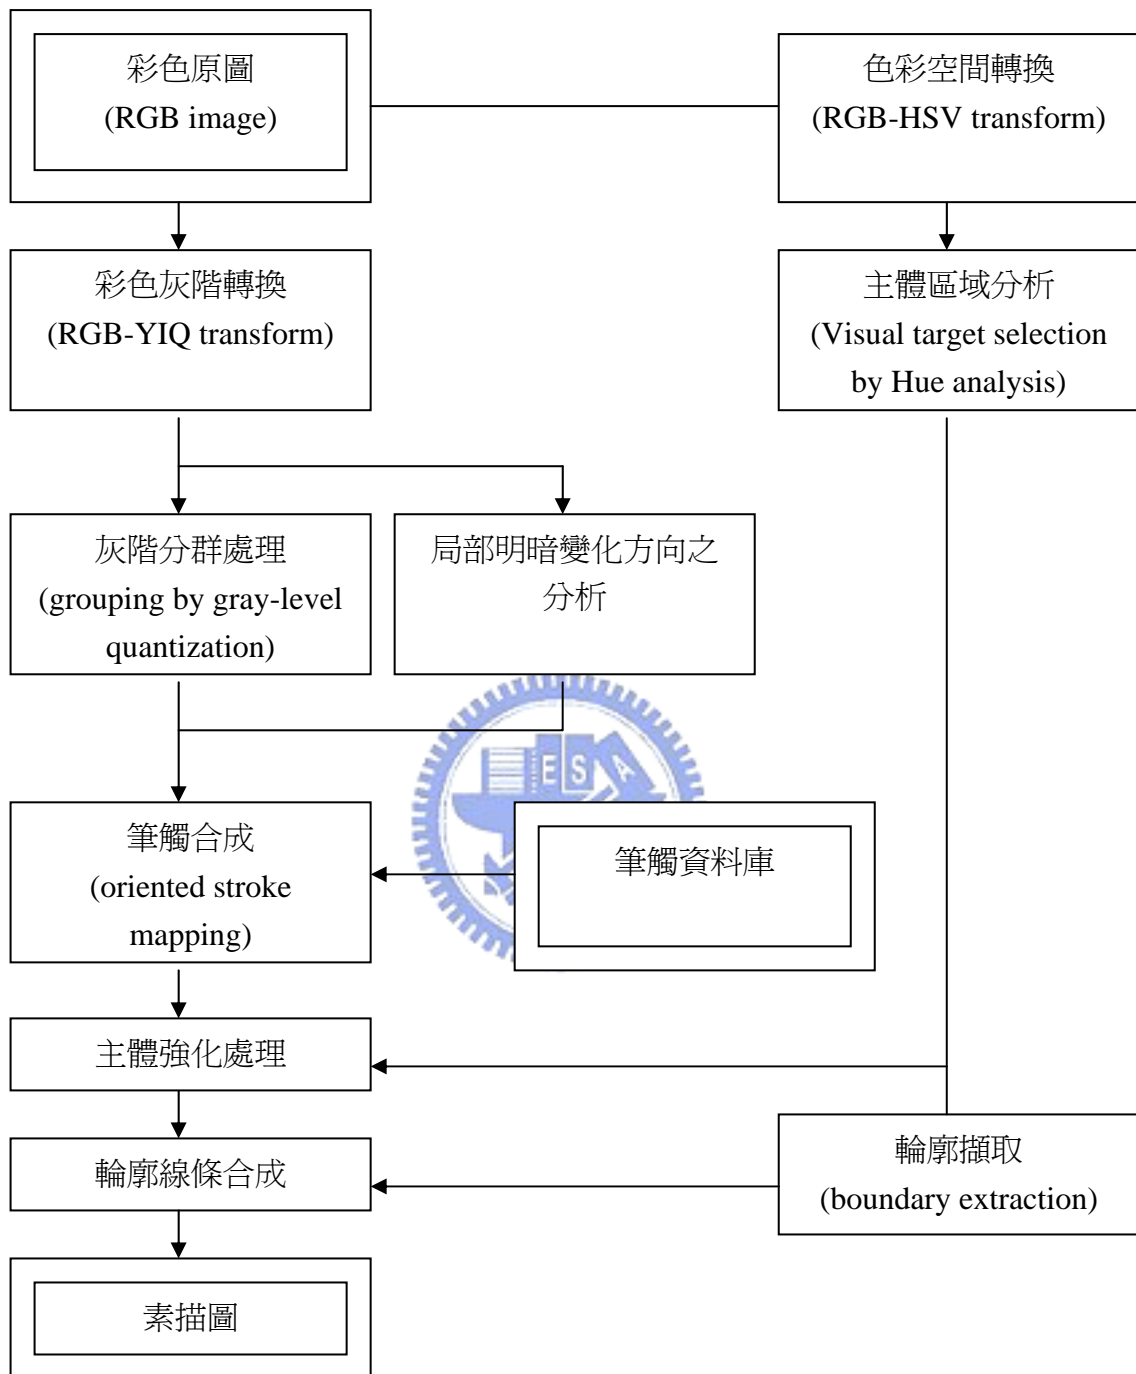 彩色原圖
(RGB image)
色彩空間轉換
(RGB-HSV transform)
彩色灰階轉換
(RGB-YIQ transform)
主體區域分析
(Visual target selection
by Hue analysis)
灰階分群處理
(grouping by gray-level
quantization)
局部明暗變化方向之
分析
ESA
筆觸合成
(oriented stroke
mapping)
筆觸資料庫
主體強化處理
輪廓擷取
(boundary extraction)
輪廓線條合成
素描圖